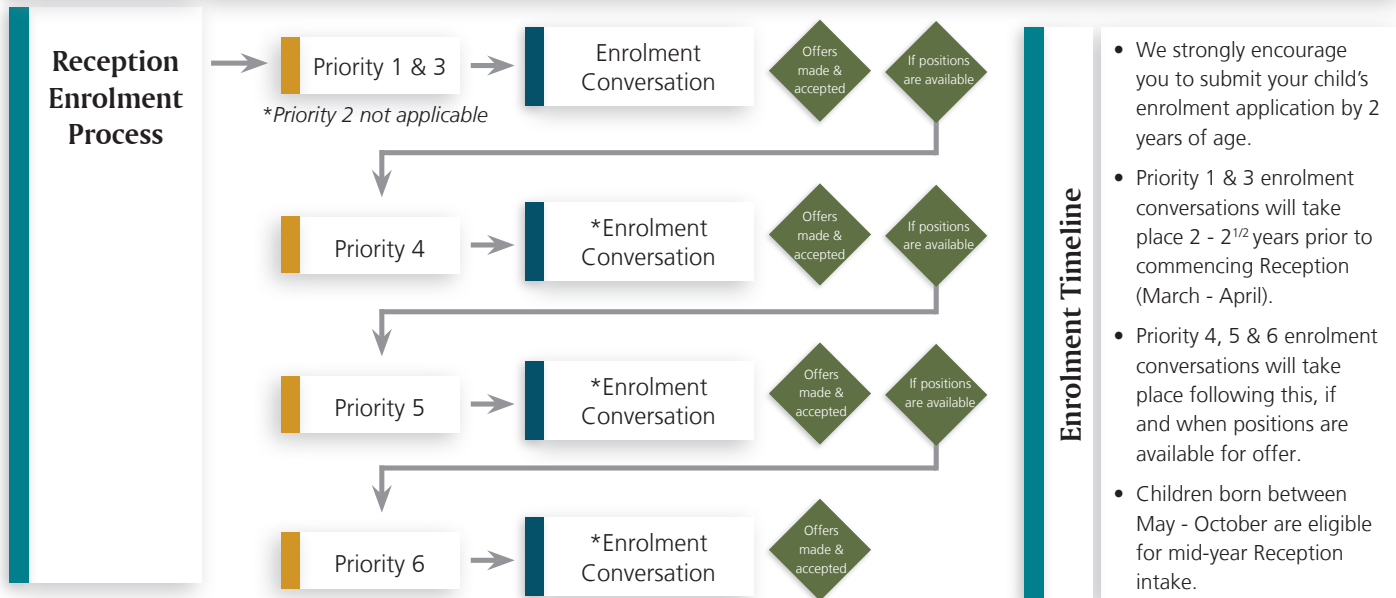 Reception
Enrolment
Process
Priority 1 & 3
*Priority 2 not applicable
Enrolment
Conversation
Offers
made &
accepted
If positions
are available
Priority 4
*Enrolment
Conversation
Offers
made &
accepted
If positions
are available
Priority 5
*Enrolment
Conversation
Offers
made &
accepted
If positions
are available
Priority 6
*Enrolment
Conversation
Offers
made &
accepted
Enrolment Timeline
• We strongly encourage
you to submit your child’s
enrolment application by 2
years of age.
• Priority 1 & 3 enrolment
conversations will take
place 2 - 2 1/2 years prior to
commencing Reception
(March - April).
• Priority 4, 5 & 6 enrolment
conversations will take
place following this, if
and when positions are
available for offer.
• Children born between
May - October are eligible
for mid-year Reception
intake.